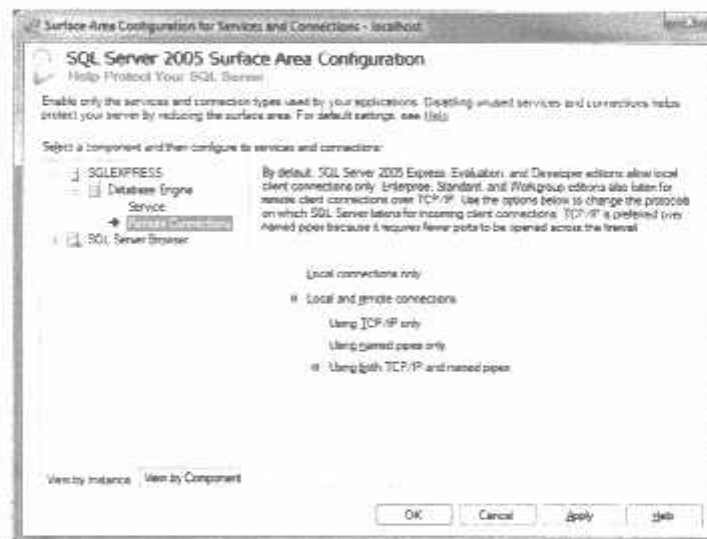 Surface Area Configuration for Services and Connections - localhost
SQL Server 2005 Surface Area Configuration
Help Protect Your SQL Server
Enable only the services and connection types used by your applications. Disabling unused services and connections helps
protect your server by reducing the surface area. For default settings, see Help
Select a component and then configure its services and connections:
SQLEXPRESS
Database Engine
Service
Remote Connections
SQL Server Browser
By default, SQL Server 2005 Express, Evaluation, and Developer editions allow local
client connections only. Enterprise, Standard, and Workgroup editions also listen for
remote client connections over TCP/IP. Use the options below to change the protocols
on which SQL Server listens for incoming client connections. TCP/IP is preferred over
named pipes because it requires fewer ports to be opened across the firewall.
Local connections only
Local and remote connections
Using TCP/IP only
Using named pipes only
Using both TCP/IP and named pipes
View by Instance View by Component
OK Cancel Apply Help